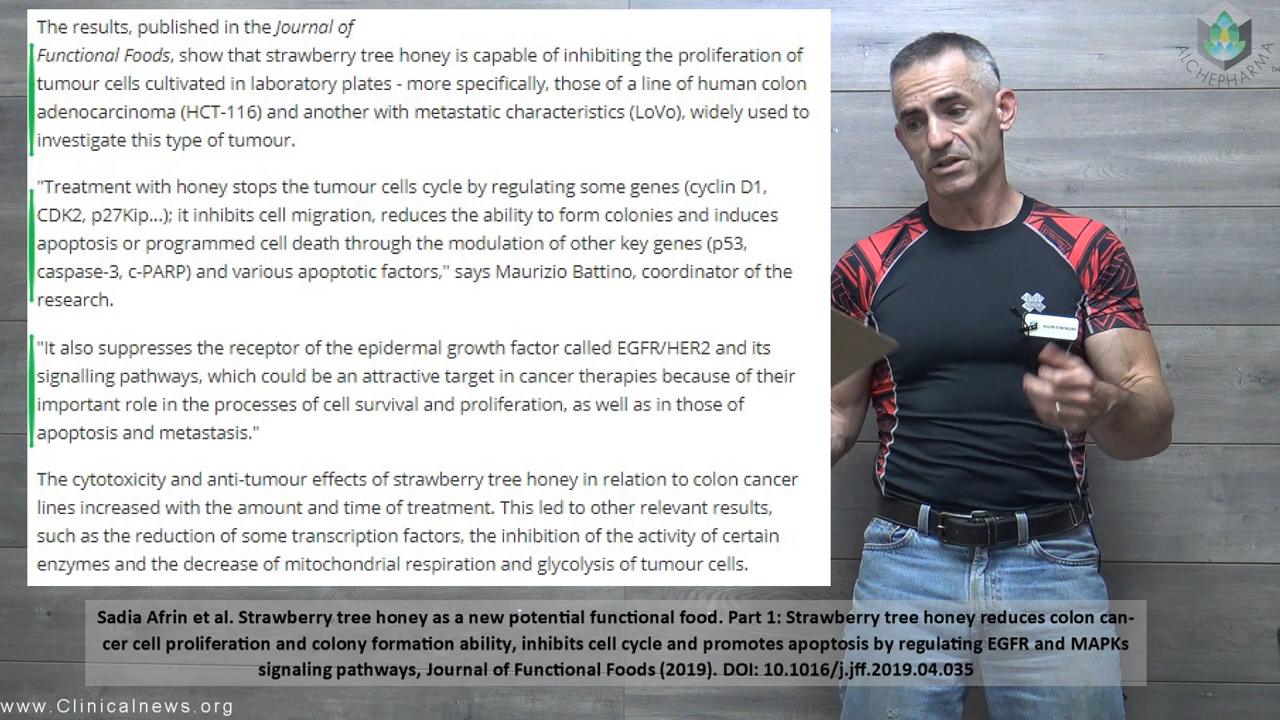 The results, published in the Journal of
Functional Foods, show that strawberry tree honey is capable of inhibiting the proliferation of
tumour cells cultivated in laboratory plates - more specifically, those of a line of human colon
adenocarcinoma (HCT-116) and another with metastatic characteristics (LoVo), widely used to
investigate this type of tumour.
"Treatment with honey stops the tumour cells cycle by regulating some genes (cyclin D1,
CDK2, p27Kip...); it inhibits cell migration, reduces the ability to form colonies and induces
apoptosis or programmed cell death through the modulation of other key genes (p53,
caspase-3, c-PARP) and various apoptotic factors," says Maurizio Battino, coordinator of the
research.
"It also suppresses the receptor of the epidermal growth factor called EGFR/HER2 and its
signalling pathways, which could be an attractive target in cancer therapies because of their
important role in the processes of cell survival and proliferation, as well as in those of
apoptosis and metastasis."
The cytotoxicity and anti-tumour effects of strawberry tree honey in relation to colon cancer
lines increased with the amount and time of treatment. This led to other relevant results,
such as the reduction of some transcription factors, the inhibition of the activity of certain
enzymes and the decrease of mitochondrial respiration and glycolysis of tumour cells.
ALCHEPHARMA TM
Sadia Afrin et al. Strawberry tree honey as a new potential functional food. Part 1: Strawberry tree honey reduces colon can-
cer cell proliferation and colony formation ability, inhibits cell cycle and promotes apoptosis by regulating EGFR and MAPKs
signaling pathways, Journal of Functional Foods (2019). DOI: 10.1016/j.jff.2019.04.035
www.Clinicalnews.org